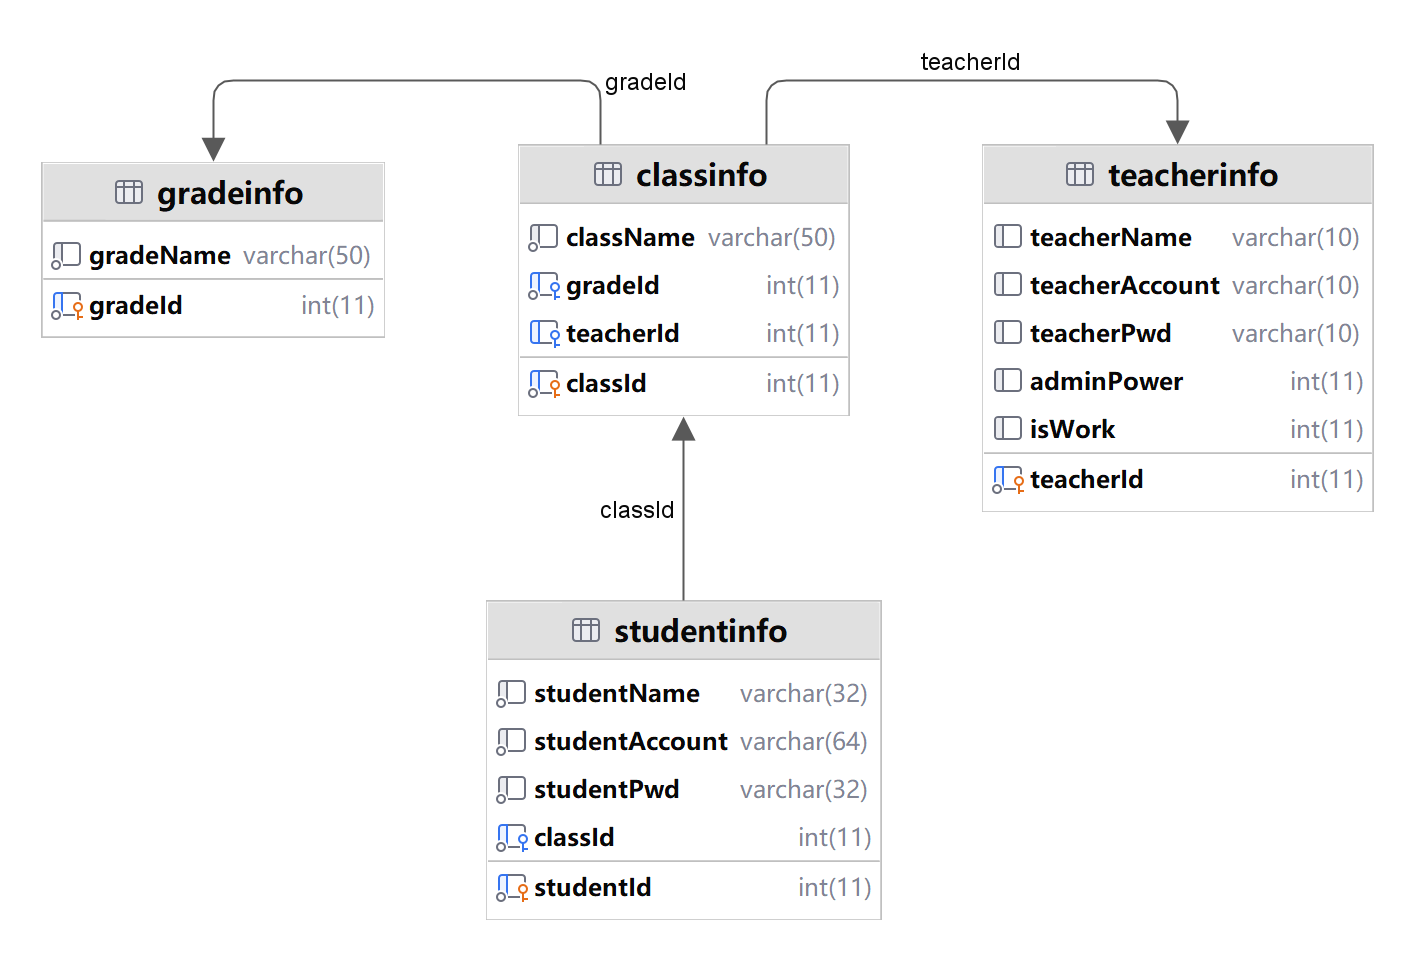 teacherId
gradeId
gradeinfo
gradeName varchar(50)
gradeId int(11)
classinfo
className varchar(50)
gradeId int(11)
teacherId int(11)
classId int(11)
teacherinfo
teacherName varchar(10)
teacherAccount varchar(10)
teacherPwd varchar(10)
adminPower int(11)
isWork int(11)
teacherId int(11)
classId
studentinfo
studentName varchar(32)
studentAccount varchar(64)
studentPwd varchar(32)
classId int(11)
studentId int(11)